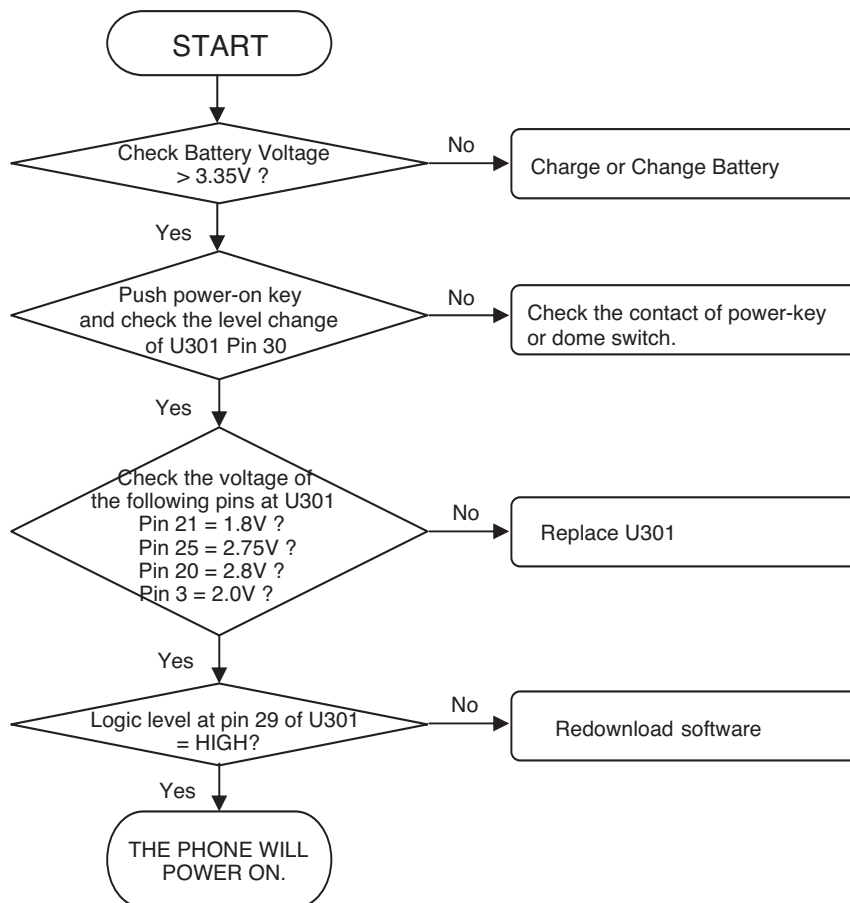 START
Check Battery Voltage
> 3.35V ?
No
Charge or Change Battery
Yes
Push power-on key
and check the level change
of U301 Pin 30
No
Check the contact of power-key
or dome switch.
Yes
Check the voltage of
the following pins at U301
Pin 21 = 1.8V ?
Pin 25 = 2.75V ?
Pin 20 = 2.8V ?
Pin 3 = 2.0V ?
No
Replace U301
Yes
Logic level at pin 29 of U301
= HIGH?
No
Redownload software
Yes
THE PHONE WILL
POWER ON.